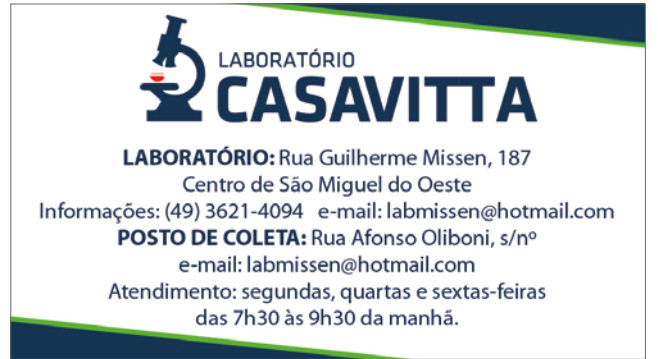 LABORATÓRIO
CASAVITTA
LABORATÓRIO: Rua Guilherme Missen, 187
Centro de São Miguel do Oeste
Informações: (49) 3621-4094 e-mail: labmissen@hotmail.com
POSTO DE COLETA: Rua Afonso Oliboni, s/nº
e-mail: labmissen@hotmail.com
Atendimento: segundas, quartas e sextas-feiras
das 7h30 às 9h30 da manhã.